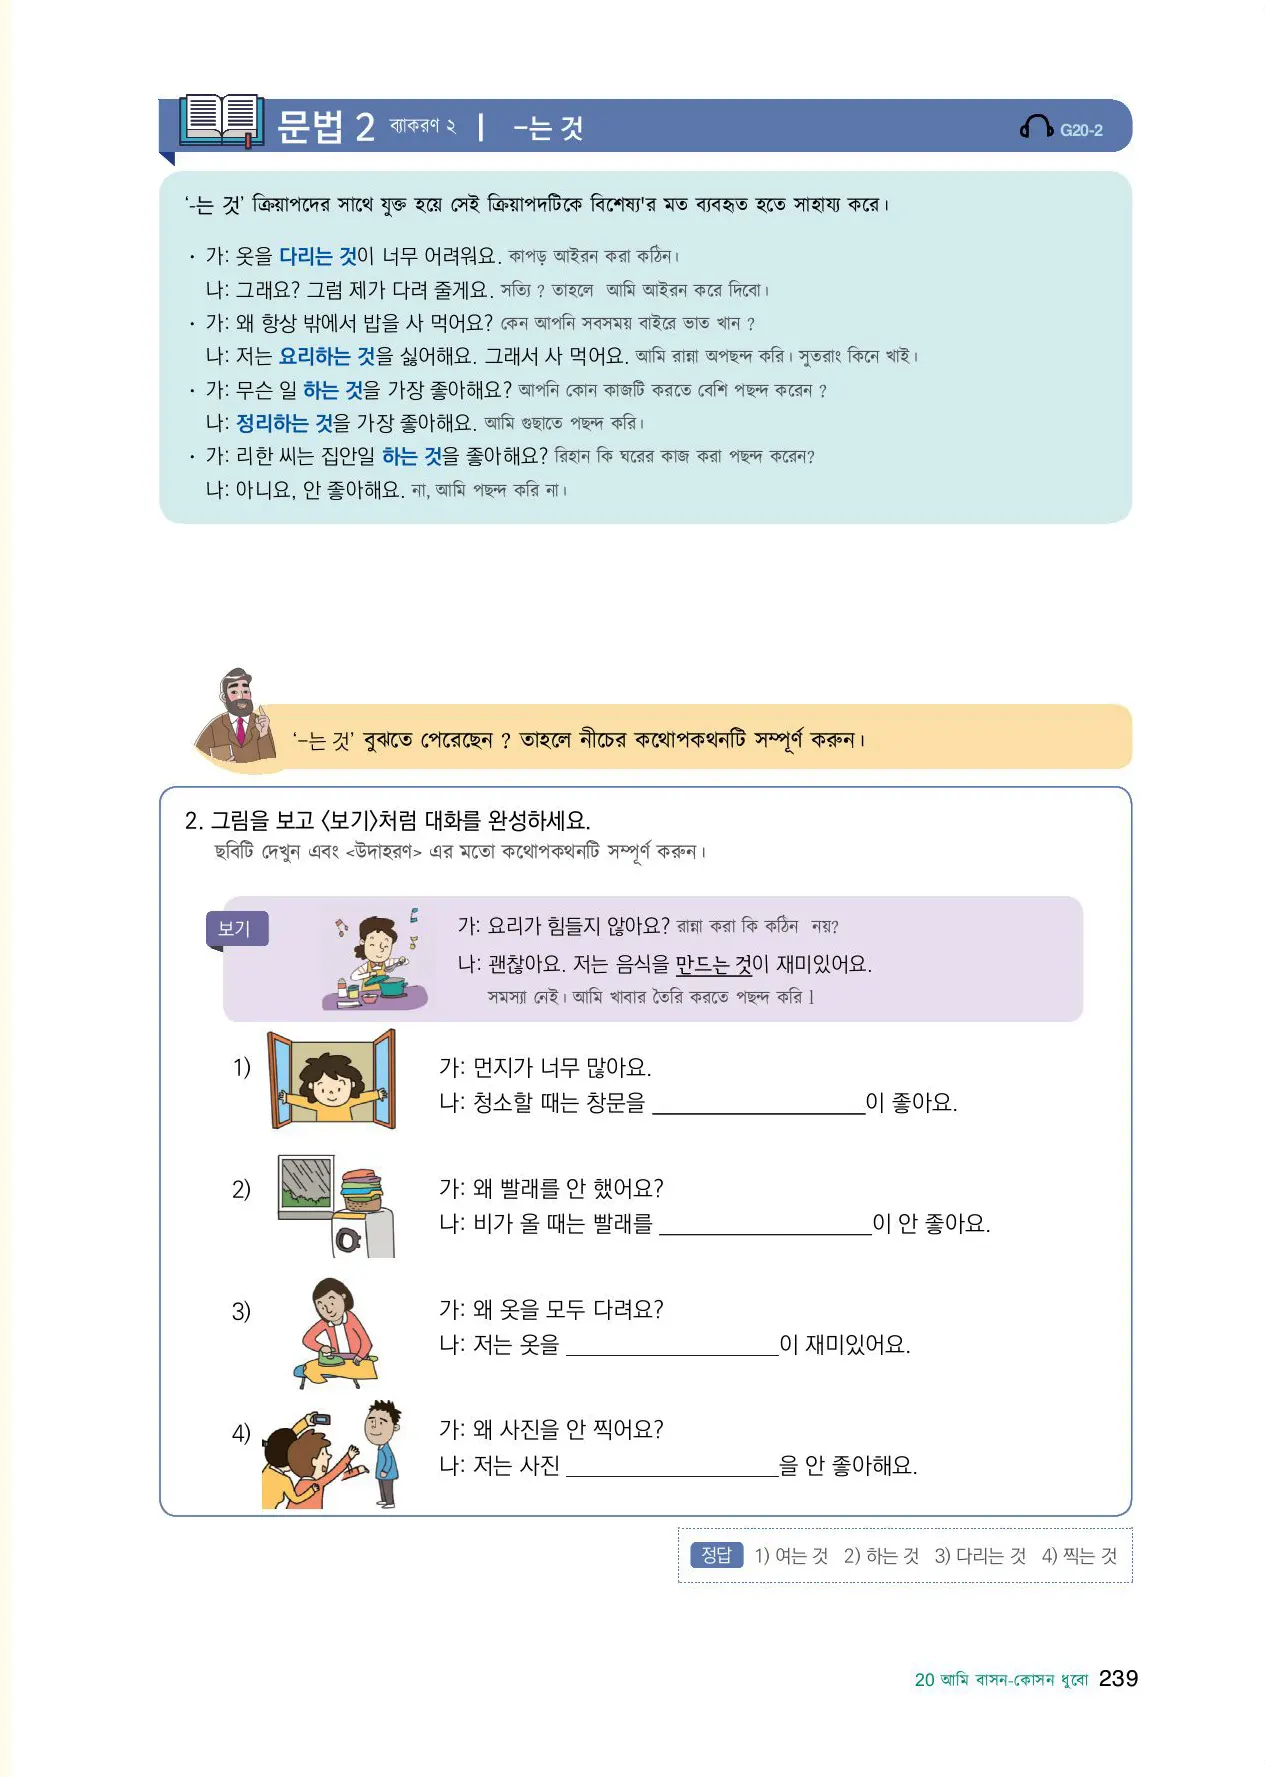 문법 2 ব্যাকরণ ২ | -는 것 G20-2
‘-는 것’ ক্রিয়াপদের সাথে যুক্ত হয়ে সেই ক্রিয়াপদটিকে বিশেষ্য'র মত ব্যবহৃত হতে সাহায্য করে।
· 가: 옷을 다리는 것이 너무 어려워요. কাপড় আইরন করা কঠিন।
나: 그래요? 그럼 제가 다려 줄게요. সত্যি ? তাহলে আমি আইরন করে দিবো।
· 가: 왜 항상 밖에서 밥을 사 먹어요? কেন আপনি সবসময় বাইরে ভাত খান ?
나: 저는 요리하는 것을 싫어해요. 그래서 사 먹어요. আমি রান্না অপছন্দ করি। সুতরাং কিনে খাই।
· 가: 무슨 일 하는 것을 가장 좋아해요? আপনি কোন কাজটি করতে বেশি পছন্দ করেন ?
나: 정리하는 것을 가장 좋아해요. আমি গুছাতে পছন্দ করি।
· 가: 리한 씨는 집안일 하는 것을 좋아해요? রিহান কি ঘরের কাজ করা পছন্দ করেন?
나: 아니요, 안 좋아해요. না, আমি পছন্দ করি না।
‘-는 것’ বুঝতে পেরেছেন ? তাহলে নীচের কথোপকথনটি সম্পূর্ণ করুন।
2. 그림을 보고 〈보기〉처럼 대화를 완성하세요.
ছবিটি দেখুন এবং <উদাহরণ> এর মতো কথোপকথনটি সম্পূর্ণ করুন।
보기
가: 요리가 힘들지 않아요? রান্না করা কি কঠিন নয়?
나: 괜찮아요. 저는 음식을 만드는 것이 재미있어요.
সমস্যা নেই। আমি খাবার তৈরি করতে পছন্দ করি l
1) 가: 먼지가 너무 많아요.
나: 청소할 때는 창문을 ____________________이 좋아요.
2) 가: 왜 빨래를 안 했어요?
나: 비가 올 때는 빨래를 ____________________이 안 좋아요.
3) 가: 왜 옷을 모두 다려요?
나: 저는 옷을 ____________________이 재미있어요.
4) 가: 왜 사진을 안 찍어요?
나: 저는 사진 ____________________을 안 좋아해요.
정답 1) 여는 것 2) 하는 것 3) 다리는 것 4) 찍는 것
20 আমি বাসন-কোসন ধুবো 239